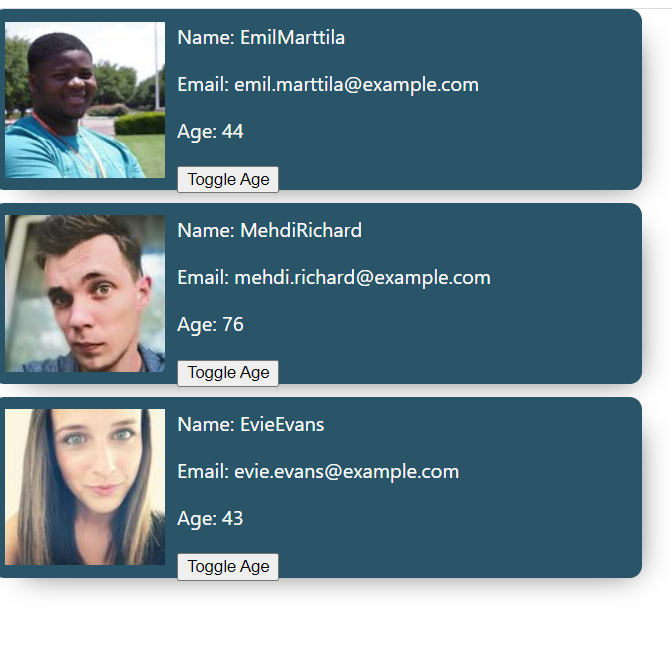 Name: EmilMarttila
Email: emil.marttila@example.com
Age: 44
Toggle Age
Name: MehdiRichard
Email: mehdi.richard@example.com
Age: 76
Toggle Age
Name: EvieEvans
Email: evie.evans@example.com
Age: 43
Toggle Age